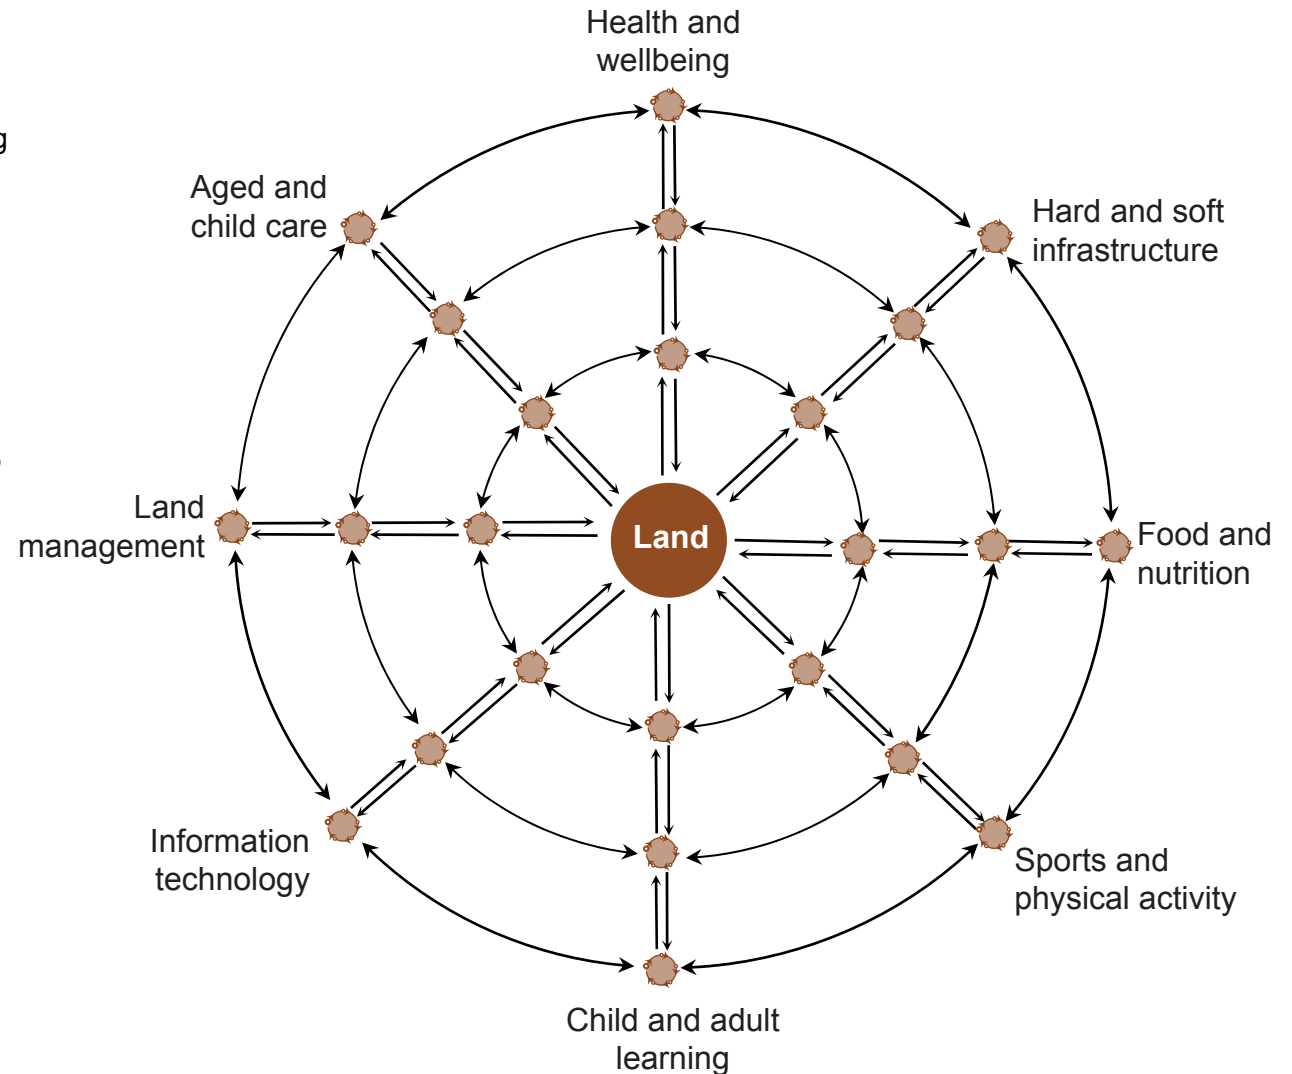 Health and
wellbeing
g
Aged and
child care
Hard and soft
infrastructure
Land
management
Land
Food and
nutrition
Information
technology
Sports and
physical activity
Child and adult
learning